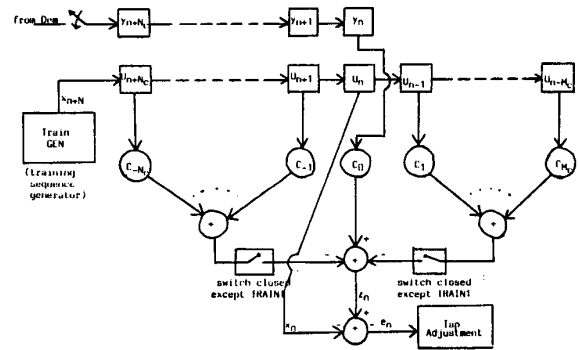 from Dem
y_{n+N_c} y_{n+1} y_n
U_{n+N_c} U_{n+1} U_n U_{n-1} U_{n-M_c}
x_{n+N}
Train
GEN
(training
sequence
generator)
C_{-N_c} C_{-1} C_0 C_1 C_{M_c}
+ +
+
- + -
switch closed
except TRAIN1
switch closed
except TRAIN1
ε_n
+
x_n - + e_n
Tap
Adjustment